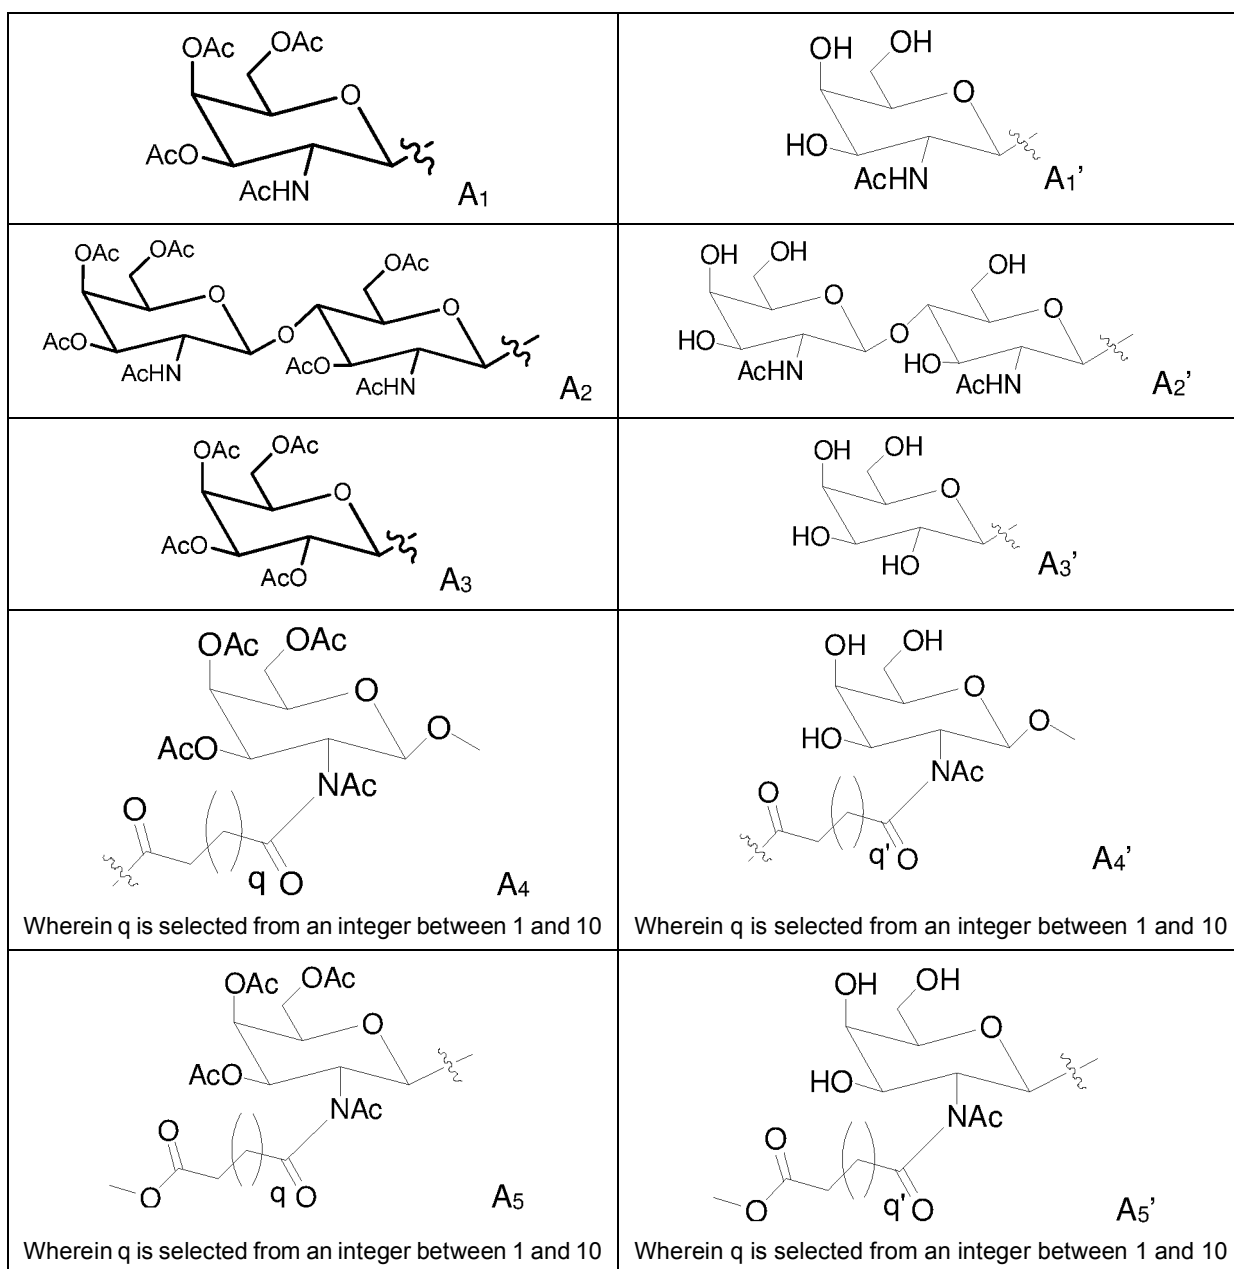 OAc OAc
O
AcO
AcHN
A1
OH OH
O
HO
AcHN
A1’
OAc OAc OAc
O O
O
AcO AcO
AcHN AcHN
A2
OH OH OH
O O
O
HO HO
AcHN AcHN
A2’
OAc OAc
O
AcO
AcO
A3
OH OH
O
HO
HO
A3’
OAc OAc
O
O
AcO
NAc
O
q O
A4
Wherein q is selected from an integer between 1 and 10
OH OH
O
O
HO
NAc
O
q' O
A4’
Wherein q is selected from an integer between 1 and 10
OAc OAc
O
AcO
NAc
O
O
q O
A5
Wherein q is selected from an integer between 1 and 10
OH OH
O
HO
NAc
O
O
q' O
A5’
Wherein q is selected from an integer between 1 and 10